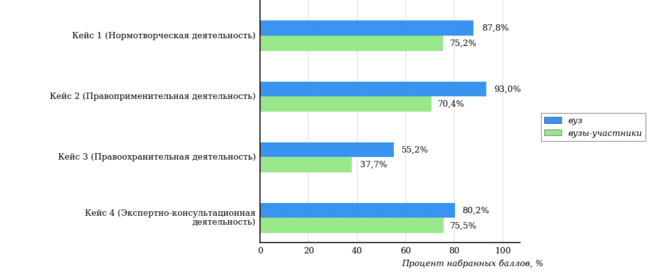 Кейс 1 (Нормотворческая деятельность)
87,8%
75,2%
Кейс 2 (Правоприменительная деятельность)
93,0%
70,4%
вуз
вузы-участники
Кейс 3 (Правоохранительная деятельность)
55,2%
37,7%
Кейс 4 (Экспертно-консультационная
деятельность)
80,2%
75,5%
0 20 40 60 80 100
Процент набранных баллов, %